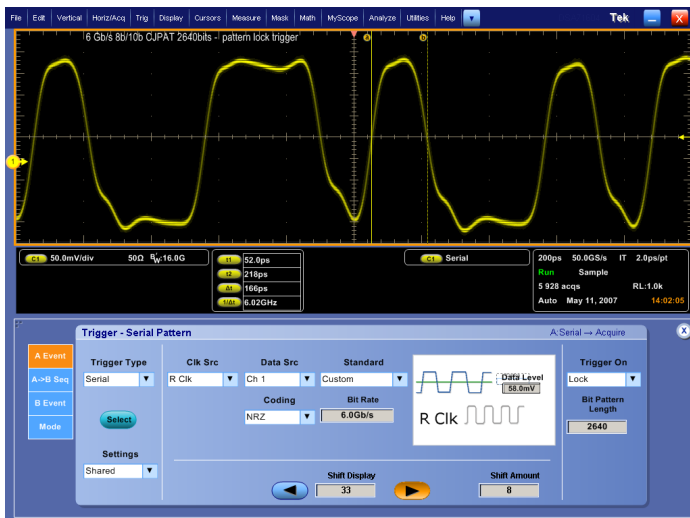 File Edit Vertical Horiz/Acq Trig Display Cursors Measure Mask Math MyScope Analyze Utilities Help Tek X
6 Gb/s 8b/10b CJPAT 2640bits - pattern lock trigger
a b
1
C1 50.0mV/div 50Ω BW:16.0G
t1 52.0ps
t2 218ps
Δt 166ps
1/Δt 6.02GHz
C1 Serial
200ps 50.0GS/s IT 2.0ps/pt
Run Sample
5 928 acqs RL:1.0k
Auto May 11, 2007 14:02:05
Trigger - Serial Pattern A:Serial → Acquire X
A Event
A->B Seq
B Event
Mode
Trigger Type
Serial
Select
Settings
Shared
Clk Src
R Clk
Data Src
Ch 1
Standard
Custom
Coding
NRZ
Bit Rate
6.0Gb/s
Data Level
58.0mV
R Clk
Trigger On
Lock
Bit Pattern
Length
2640
Shift Display
33
Shift Amount
8